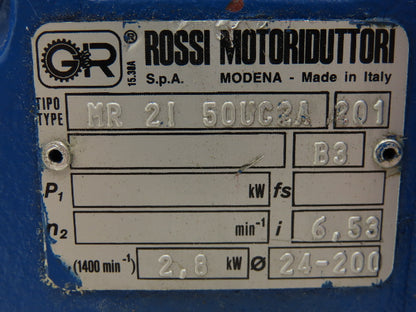 GR ® ROSSI MOTORIDUTTORI
15.38A S.p.A. MODENA - Made in Italy
TIPO TYPE MR 2I 50UC2A 201
B3
P1 kW fs
n2 min-1 i 6,53
(1400 min-1) 2,8 kW Ø 24-200